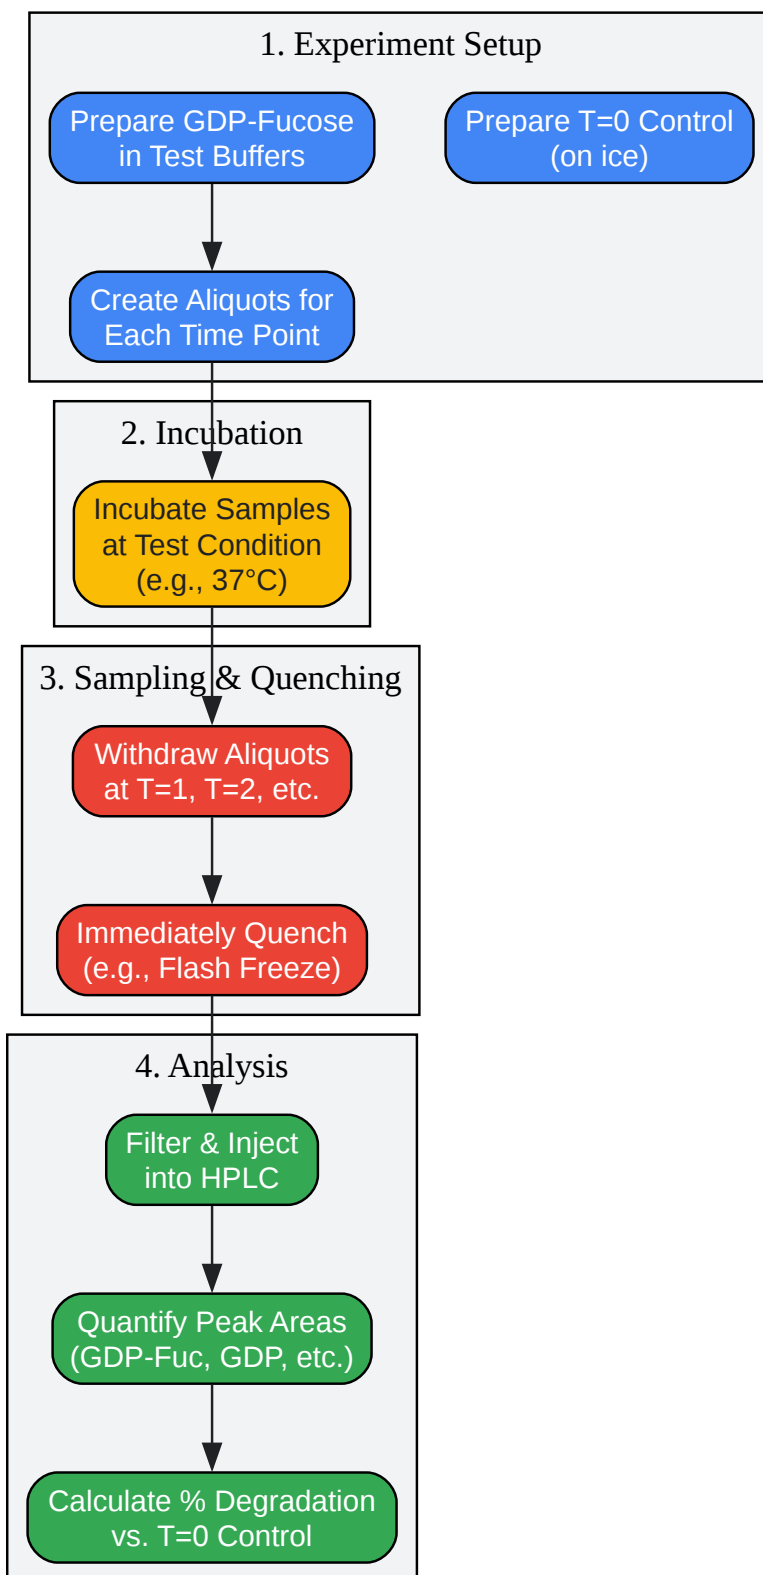 1. Experiment Setup
Prepare GDP-Fucose
in Test Buffers
Prepare T=0 Control
(on ice)
Create Aliquots for
Each Time Point
2. Incubation
Incubate Samples
at Test Condition
(e.g., 37°C)
3. Sampling & Quenching
Withdraw Aliquots
at T=1, T=2, etc.
Immediately Quench
(e.g., Flash Freeze)
4. Analysis
Filter & Inject
into HPLC
Quantify Peak Areas
(GDP-Fuc, GDP, etc.)
Calculate % Degradation
vs. T=0 Control